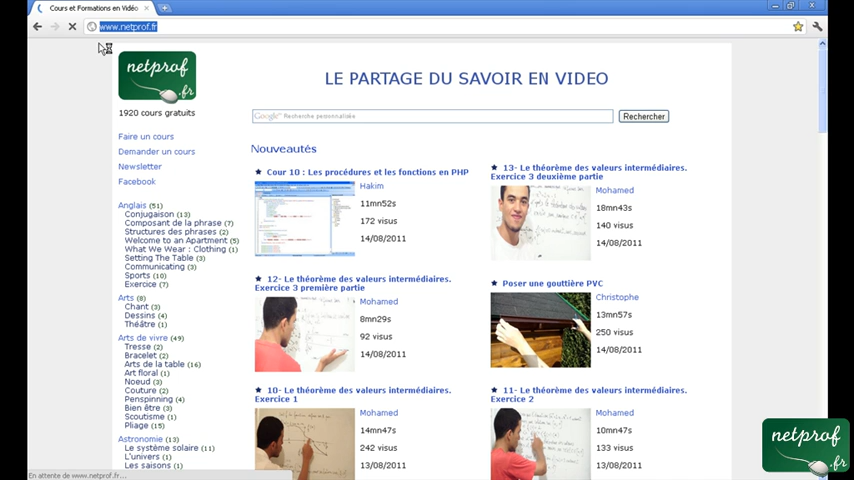 Cours et Formations en Vidéo
www.netprof.fr
netprof
.fr
1920 cours gratuits
LE PARTAGE DU SAVOIR EN VIDEO
Google™ Recherche personnalisée
Rechercher
Faire un cours
Demander un cours
Newsletter
Facebook
Anglais (51)
Conjugaison (13)
Composant de la phrase (7)
Structures des phrases (2)
Welcome to an Apartment (5)
What We Wear : Clothing (1)
Setting The Table (3)
Communicating (3)
Sports (10)
Exercice (7)
Arts (8)
Chant (3)
Dessins (4)
Théâtre (1)
Arts de vivre (49)
Tresse (2)
Bracelet (2)
Arts de la table (16)
Art floral (1)
Noeud (3)
Couture (2)
Penspinning (4)
Bien être (3)
Scoutisme (1)
Pliage (15)
Astronomie (13)
Le système solaire (11)
L'univers (1)
Les saisons (1)
Nouveautés
Cour 10 : Les procédures et les fonctions en PHP
Hakim
11mn52s
172 visus
14/08/2011
13- Le théorème des valeurs intermédiaires.
Exercice 3 deuxième partie
Mohamed
18mn43s
140 visus
14/08/2011
12- Le théorème des valeurs intermédiaires.
Exercice 3 première partie
Mohamed
8mn29s
92 visus
14/08/2011
Poser une gouttière PVC
Christophe
13mn57s
250 visus
14/08/2011
10- Le théorème des valeurs intermédiaires.
Exercice 1
Mohamed
14mn47s
242 visus
13/08/2011
11- Le théorème des valeurs intermédiaires.
Exercice 2
Mohamed
10mn47s
133 visus
13/08/2011
En attente de www.netprof.fr...
netprof
.fr